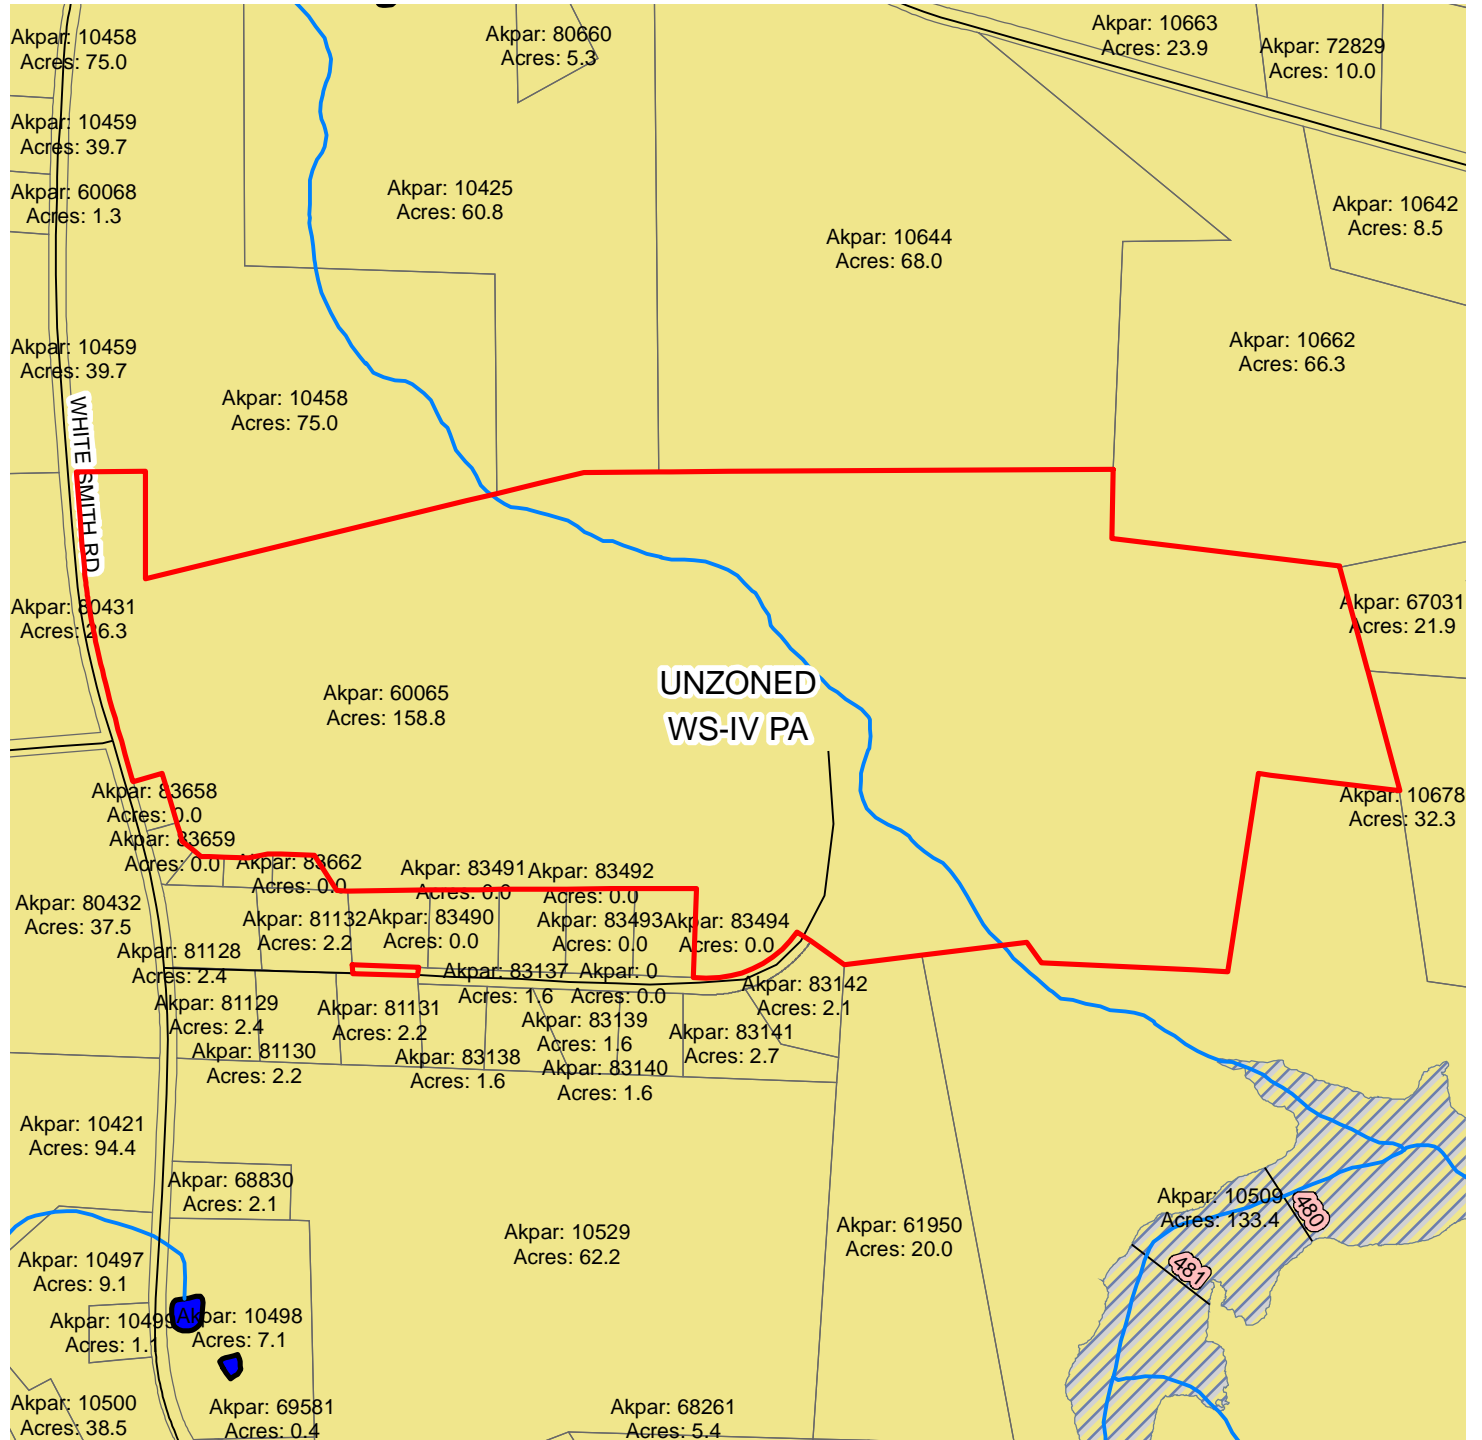 Akpar: 10458
Acres: 75.0
Akpar: 80660
Acres: 5.3
Akpar: 10663
Acres: 23.9
Akpar: 72829
Acres: 10.0
Akpar: 10459
Acres: 39.7
Akpar: 60068
Acres: 1.3
Akpar: 10425
Acres: 60.8
Akpar: 10644
Acres: 68.0
Akpar: 10642
Acres: 8.5
Akpar: 10459
Acres: 39.7
Akpar: 10458
Acres: 75.0
Akpar: 10662
Acres: 66.3
WHITE SMITH RD
Akpar: 80431
Acres: 26.3
Akpar: 67031
Acres: 21.9
Akpar: 60065
Acres: 158.8
UNZONED
WS-IV PA
Akpar: 83658
Acres: 0.0
Akpar: 83659
Acres: 0.0
Akpar: 83662
Acres: 0.0
Akpar: 83491
Acres: 0.0
Akpar: 83492
Acres: 0.0
Akpar: 10678
Acres: 32.3
Akpar: 80432
Acres: 37.5
Akpar: 81132
Acres: 2.2
Akpar: 83490
Acres: 0.0
Akpar: 83493
Acres: 0.0
Akpar: 83494
Acres: 0.0
Akpar: 81128
Acres: 2.4
Akpar: 83137
Acres: 1.6
Akpar: 0
Acres: 0.0
Akpar: 83142
Acres: 2.1
Akpar: 81129
Acres: 2.4
Akpar: 81131
Acres: 2.2
Akpar: 83139
Acres: 1.6
Akpar: 83141
Acres: 2.7
Akpar: 81130
Acres: 2.2
Akpar: 83138
Acres: 1.6
Akpar: 83140
Acres: 1.6
Akpar: 10421
Acres: 94.4
Akpar: 68830
Acres: 2.1
Akpar: 10529
Acres: 62.2
Akpar: 61950
Acres: 20.0
Akpar: 10509
Acres: 133.4
480
481
Akpar: 10497
Acres: 9.1
Akpar: 10499
Acres: 1.1
Akpar: 10498
Acres: 7.1
Akpar: 10500
Acres: 38.5
Akpar: 69581
Acres: 0.4
Akpar: 68261
Acres: 5.4